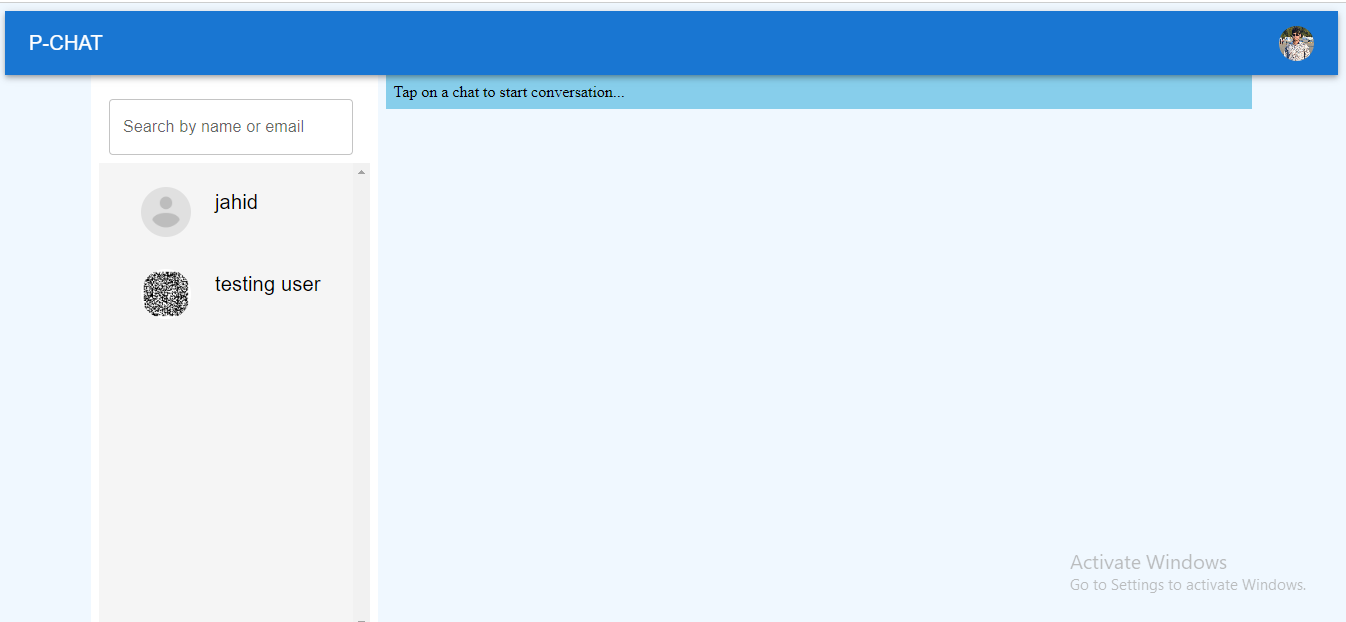 P-CHAT
Search by name or email
jahid
testing user
Tap on a chat to start conversation...
Activate Windows
Go to Settings to activate Windows.